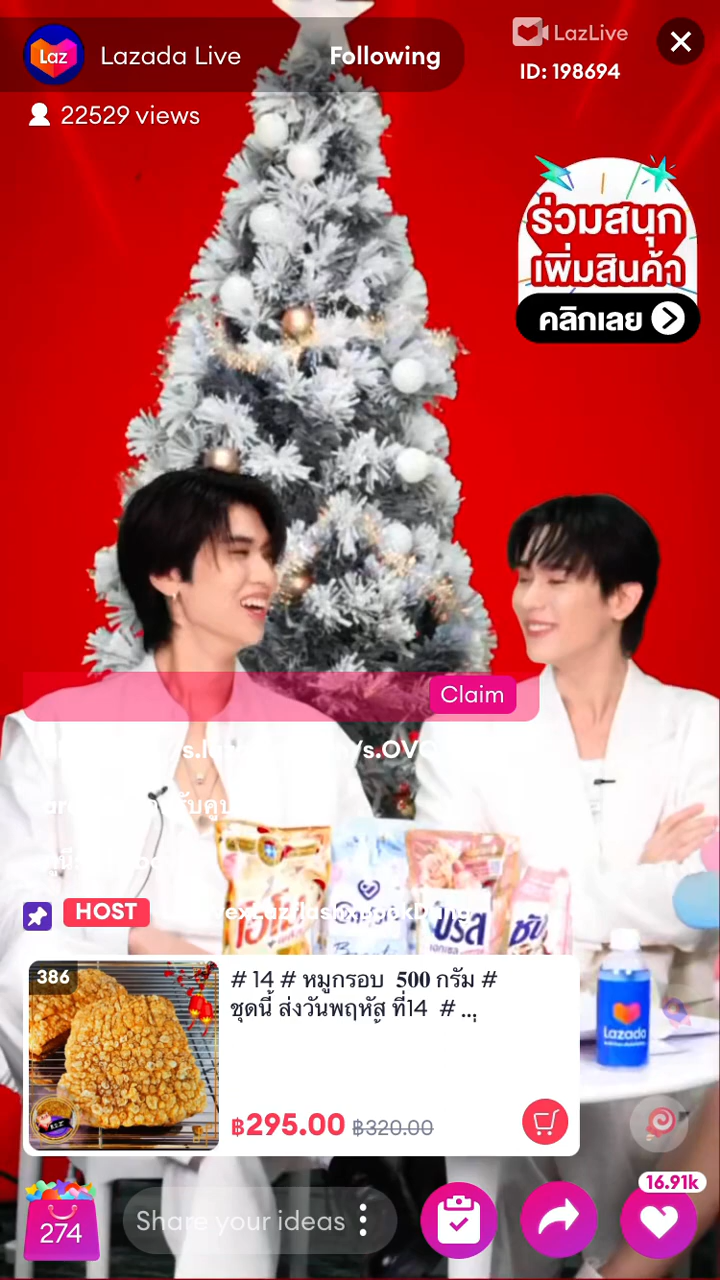 Laz
Lazada Live
Following
LazLive
ID: 198694
22529 views
ร่วมสนุก
เพิ่มสินค้า
คลิกเลย
Claim
HOST
Lazada
386
# 14 # หมูกรอบ 500 กรัม #
ชุดนี้ ส่งวันพฤหัส ที่14 # ...
฿295.00 ฿320.00
16.91k
274
Share your ideas